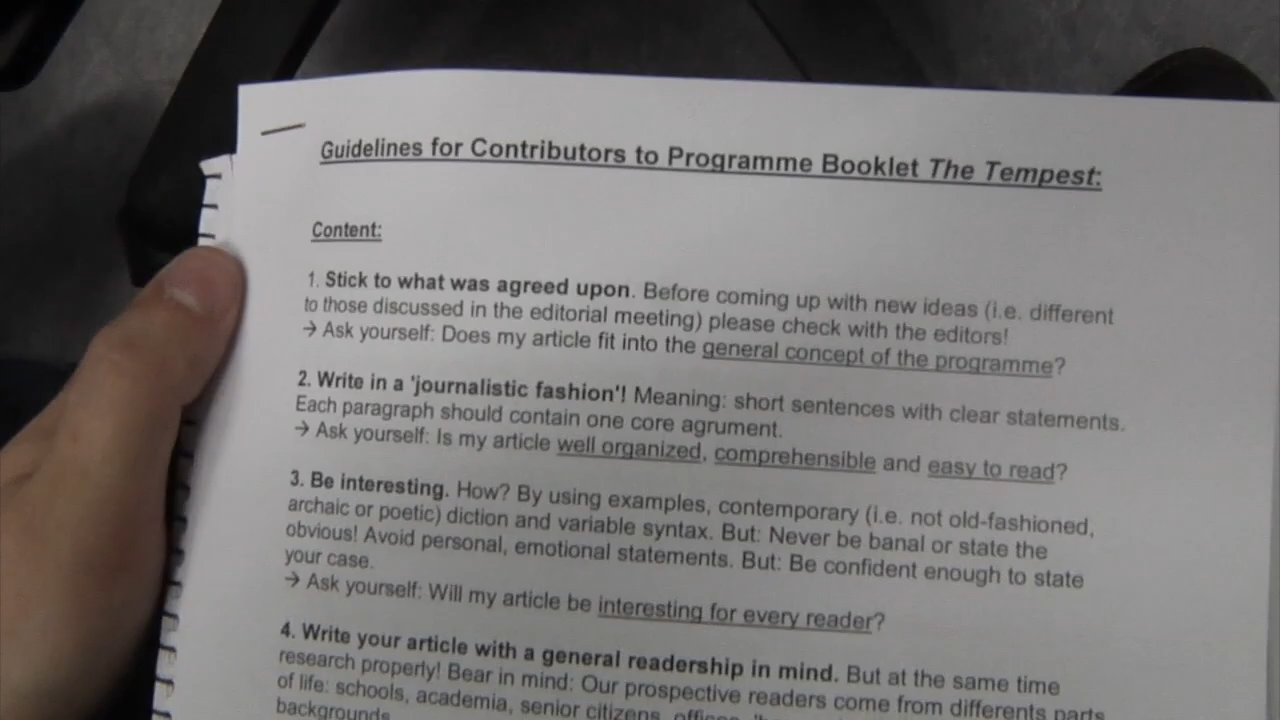 Guidelines for Contributors to Programme Booklet The Tempest:
Content:
1. Stick to what was agreed upon. Before coming up with new ideas (i.e. different
to those discussed in the editorial meeting) please check with the editors!
→ Ask yourself: Does my article fit into the general concept of the programme?
2. Write in a 'journalistic fashion'! Meaning: short sentences with clear statements.
Each paragraph should contain one core agrument.
→ Ask yourself: Is my article well organized, comprehensible and easy to read?
3. Be interesting. How? By using examples, contemporary (i.e. not old-fashioned,
archaic or poetic) diction and variable syntax. But: Never be banal or state the
obvious! Avoid personal, emotional statements. But: Be confident enough to state
your case.
→ Ask yourself: Will my article be interesting for every reader?
4. Write your article with a general readership in mind. But at the same time
research properly! Bear in mind: Our prospective readers come from differents parts
of life: schools, academia, senior citizens,
backgrounds